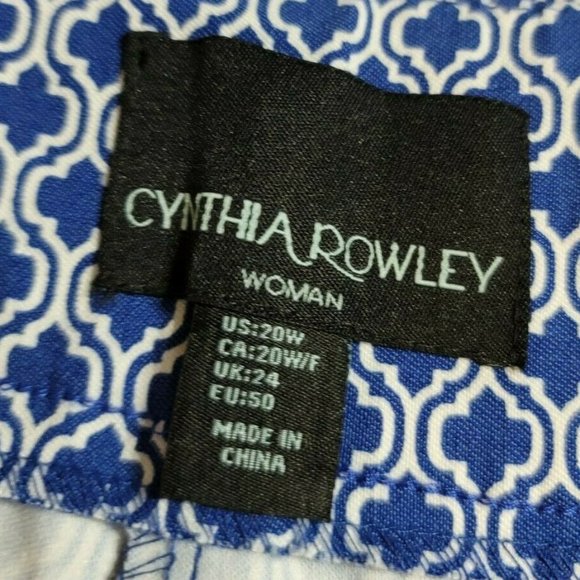 CYNTHIA ROWLEY
WOMAN
US:20W
CA:20W/F
UK:24
EU:50
MADE IN
CHINA